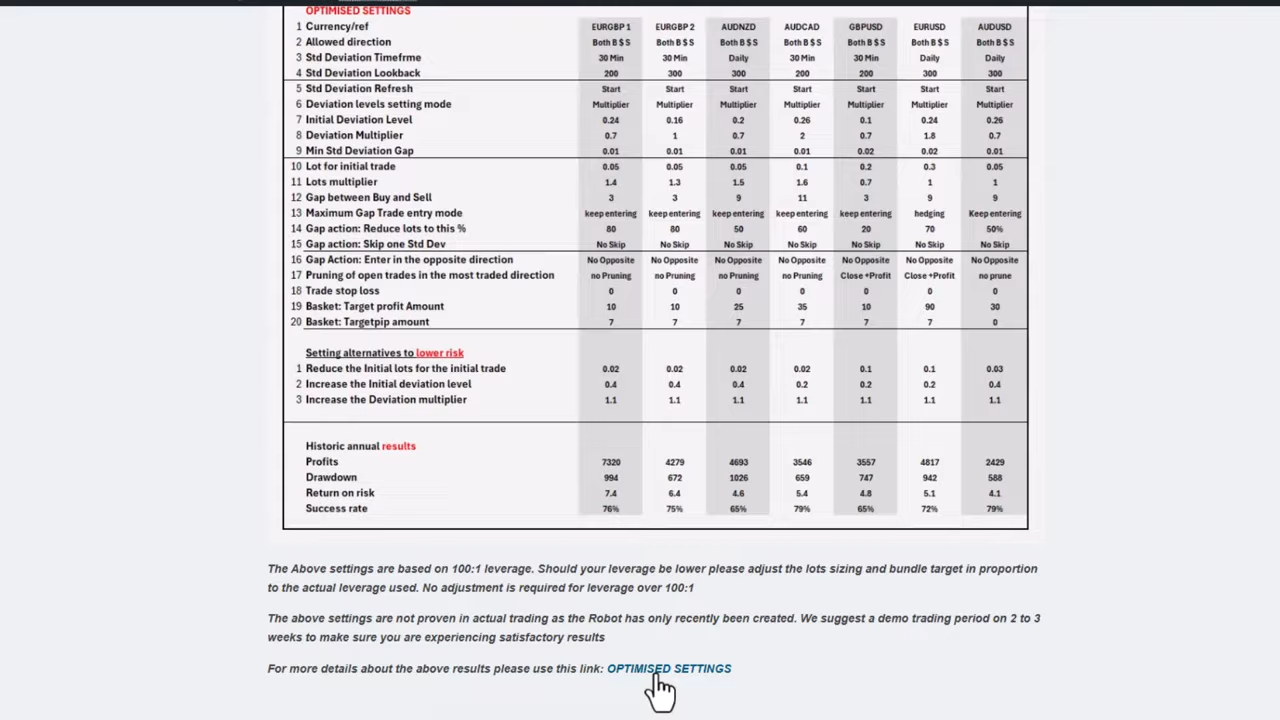 OPTIMISED SETTINGS
1 Currency/ref EURGBP 1 EURGBP 2 AUDNZD AUDCAD GBPUSD EURUSD AUDUSD
2 Allowed direction Both B $ S Both B $ S Both B $ S Both B $ S Both B $ S Both B $ S Both B $ S
3 Std Deviation Timefrme 30 Min 30 Min Daily 30 Min 30 Min Daily Daily
4 Std Deviation Lookback 200 300 300 200 200 300 300
5 Std Deviation Refresh Start Start Start Start Start Start Start
6 Deviation levels setting mode Multiplier Multiplier Multiplier Multiplier Multiplier Multiplier Multiplier
7 Initial Deviation Level 0.24 0.16 0.2 0.26 0.1 0.24 0.26
8 Deviation Multiplier 0.7 1 0.7 2 0.7 1.8 0.7
9 Min Std Deviation Gap 0.01 0.01 0.01 0.01 0.02 0.02 0.01
10 Lot for initial trade 0.05 0.05 0.05 0.1 0.2 0.3 0.05
11 Lots multiplier 1.4 1.3 1.5 1.6 0.7 1 1
12 Gap between Buy and Sell 3 3 9 11 3 9 9
13 Maximum Gap Trade entry mode keep entering keep entering keep entering keep entering keep entering hedging Keep entering
14 Gap action: Reduce lots to this % 80 80 50 60 20 70 50%
15 Gap action: Skip one Std Dev No Skip No Skip No Skip No Skip No Skip No Skip No Skip
16 Gap Action: Enter in the opposite direction No Opposite No Opposite No Opposite No Opposite No Opposite No Opposite No Opposite
17 Pruning of open trades in the most traded direction no Pruning no Pruning no Pruning no Pruning Close +Profit Close +Profit no prune
18 Trade stop loss 0 0 0 0 0 0 0
19 Basket: Target profit Amount 10 10 25 35 10 90 30
20 Basket: Targetpip amount 7 7 7 7 7 7 0
Setting alternatives to lower risk
1 Reduce the Initial lots for the initial trade 0.02 0.02 0.02 0.02 0.1 0.1 0.03
2 Increase the Initial deviation level 0.4 0.4 0.4 0.2 0.2 0.2 0.4
3 Increase the Deviation multiplier 1.1 1.1 1.1 1.1 1.1 1.1 1.1
Historic annual results
Profits 7320 4279 4693 3546 3557 4817 2429
Drawdown 994 672 1026 659 747 942 588
Return on risk 7.4 6.4 4.6 5.4 4.8 5.1 4.1
Success rate 76% 75% 65% 79% 65% 72% 79%
The Above settings are based on 100:1 leverage. Should your leverage be lower please adjust the lots sizing and bundle target in proportion
to the actual leverage used. No adjustment is required for leverage over 100:1
The above settings are not proven in actual trading as the Robot has only recently been created. We suggest a demo trading period on 2 to 3
weeks to make sure you are experiencing satisfactory results
For more details about the above results please use this link: OPTIMISED SETTINGS